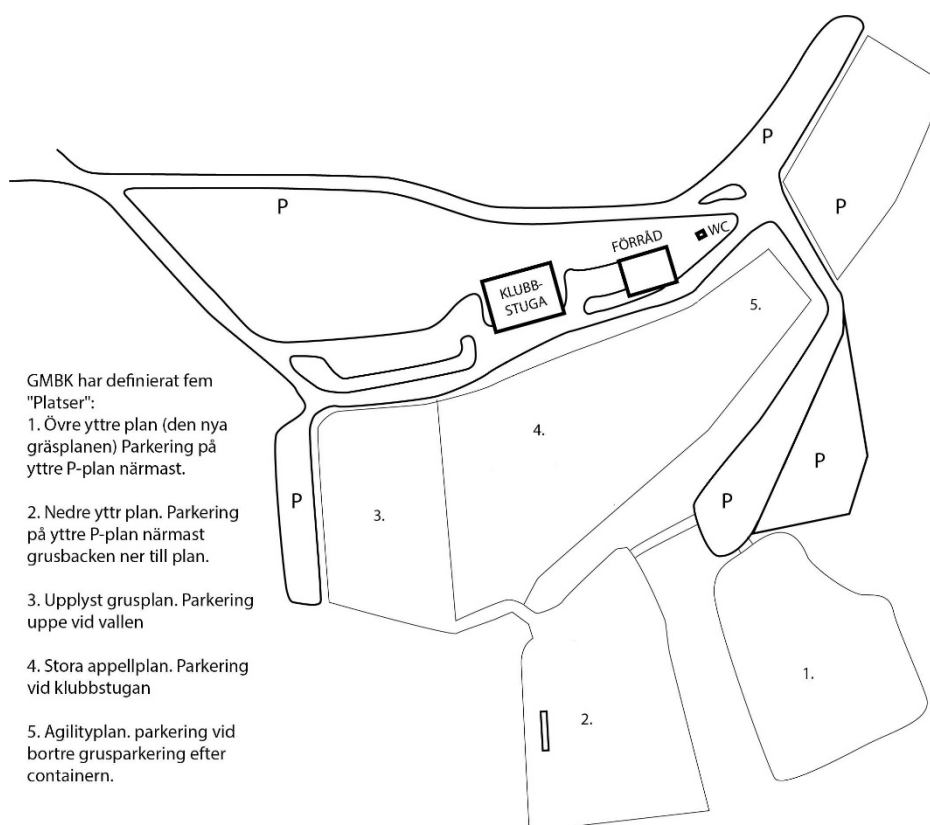 P
P
P
FÖRRÅD
WC
KLUBB-
STUGA
5.
GMBK har definierat fem
"Platser":
1. Övre yttre plan (den nya
gräsplanen) Parkering på
yttre P-plan närmast.
2. Nedre yttr plan. Parkering
på yttre P-plan närmast
grusbacken ner till plan.
3. Upplyst grusplan. Parkering
uppe vid vallen
4. Stora appellplan. Parkering
vid klubbstugan
5. Agilityplan. parkering vid
bortre grusparkering efter
containern.
4.
P
P
P
3.
1.
2.